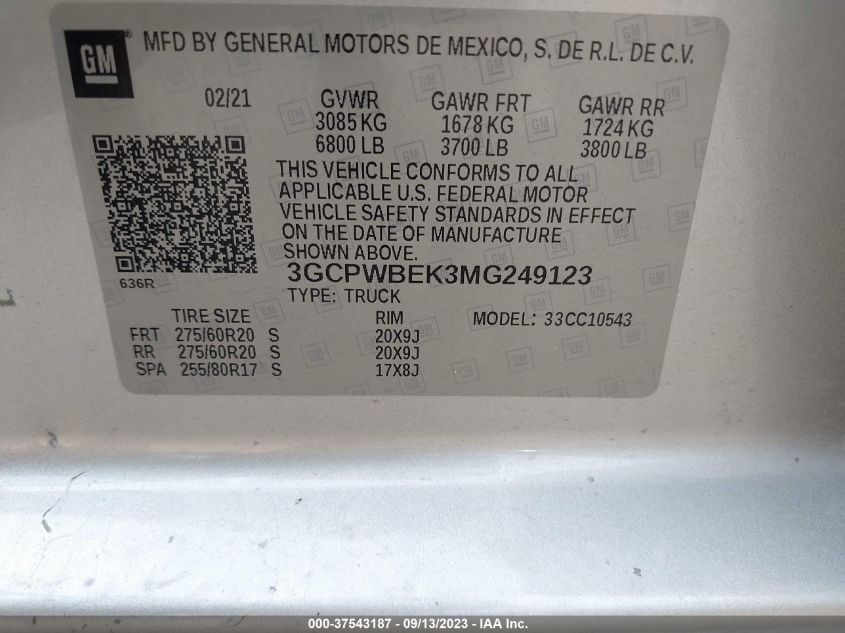 GM ® MFD BY GENERAL MOTORS DE MEXICO, S. DE R.L. DE C.V.
02/21 GVWR GAWR FRT GAWR RR
3085 KG 1678 KG 1724 KG
6800 LB 3700 LB 3800 LB
THIS VEHICLE CONFORMS TO ALL
APPLICABLE U.S. FEDERAL MOTOR
VEHICLE SAFETY STANDARDS IN EFFECT
ON THE DATE OF MANUFACTURE
SHOWN ABOVE.
636R
3GCPWBEK3MG249123
TYPE: TRUCK
TIRE SIZE RIM MODEL: 33CC10543
FRT 275/60R20 S 20X9J
RR 275/60R20 S 20X9J
SPA 255/80R17 S 17X8J
000-37543187 - 09/13/2023 - IAA Inc.